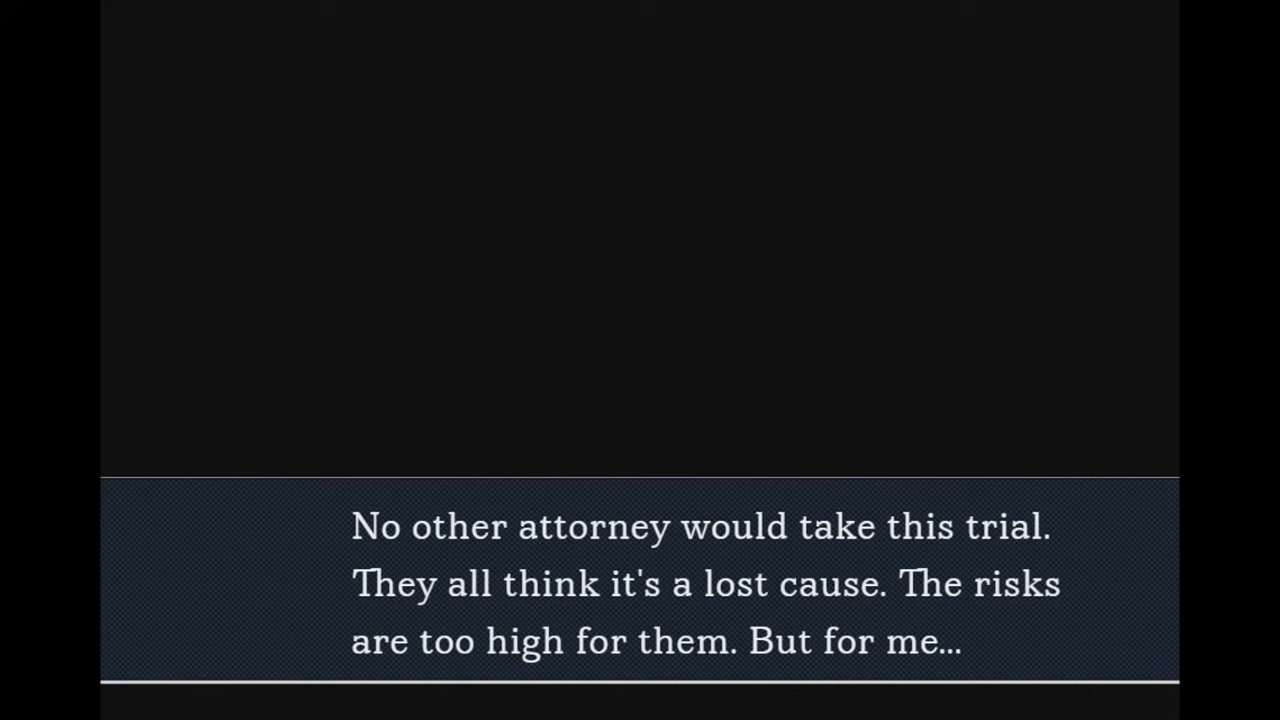 No other attorney would take this trial.
They all think it's a lost cause. The risks
are too high for them. But for me...